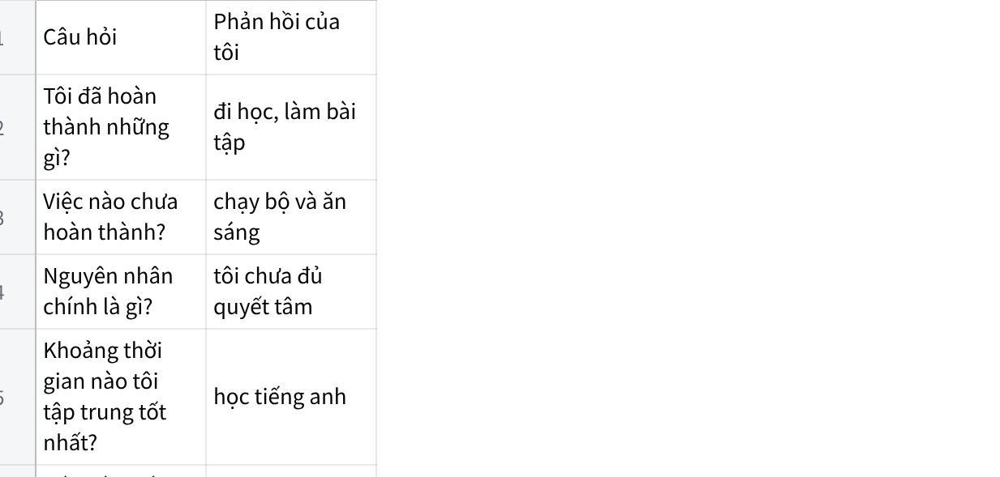 1
Câu hỏi
Phản hồi của
tôi
2
Tôi đã hoàn
thành những
gì?
đi học, làm bài
tập
3
Việc nào chưa
hoàn thành?
chạy bộ và ăn
sáng
4
Nguyên nhân
chính là gì?
tôi chưa đủ
quyết tâm
5
Khoảng thời
gian nào tôi
tập trung tốt
nhất?
học tiếng anh